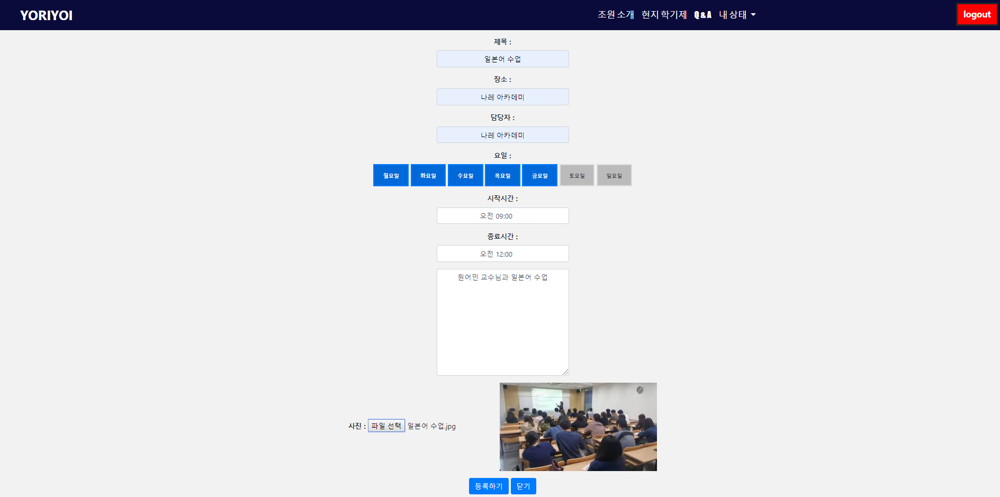 YORIYOI 조원 소개 현지 학기제 Q&A 내 상태 logout
제목 :
일본어 수업
장소 :
나레 아카데미
담당자 :
나레 아카데미
요일 :
월요일 화요일 수요일 목요일 금요일 토요일 일요일
시작시간 :
오전 09:00
종료시간 :
오전 12:00
원어민 교수님과 일본어 수업
사진 : 파일 선택 일본어 수업.jpg
등록하기 닫기